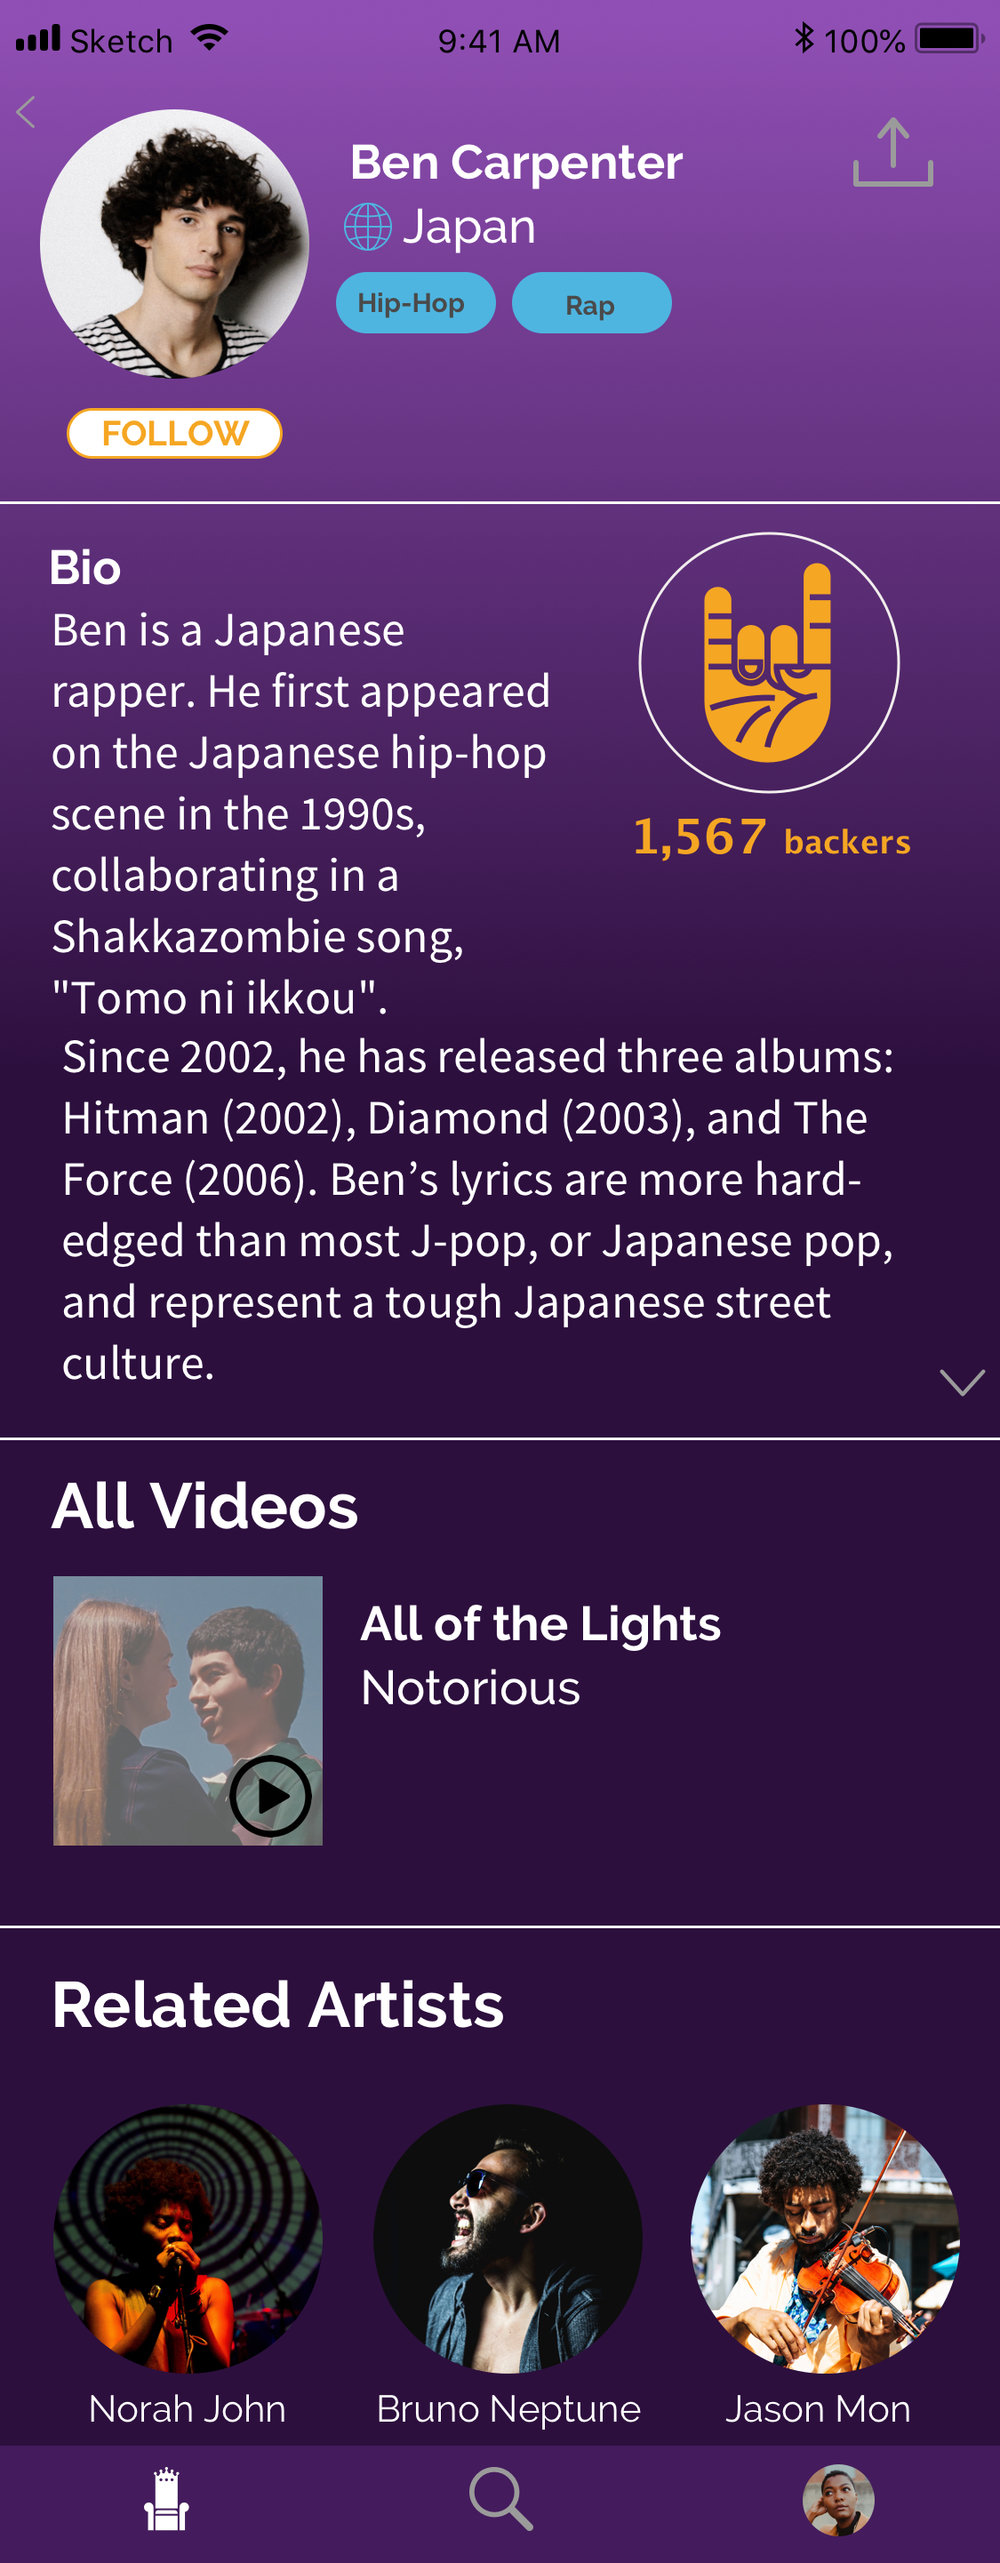 Sketch 9:41 AM 100%
Ben Carpenter
Japan
Hip-Hop Rap
FOLLOW
Bio
Ben is a Japanese
rapper. He first appeared
on the Japanese hip-hop
scene in the 1990s,
collaborating in a
Shakkazombie song,
"Tomo ni ikkou".
1,567 backers
Since 2002, he has released three albums:
Hitman (2002), Diamond (2003), and The
Force (2006). Ben’s lyrics are more hard-
edged than most J-pop, or Japanese pop,
and represent a tough Japanese street
culture.
All Videos
All of the Lights
Notorious
Related Artists
Norah John Bruno Neptune Jason Mon